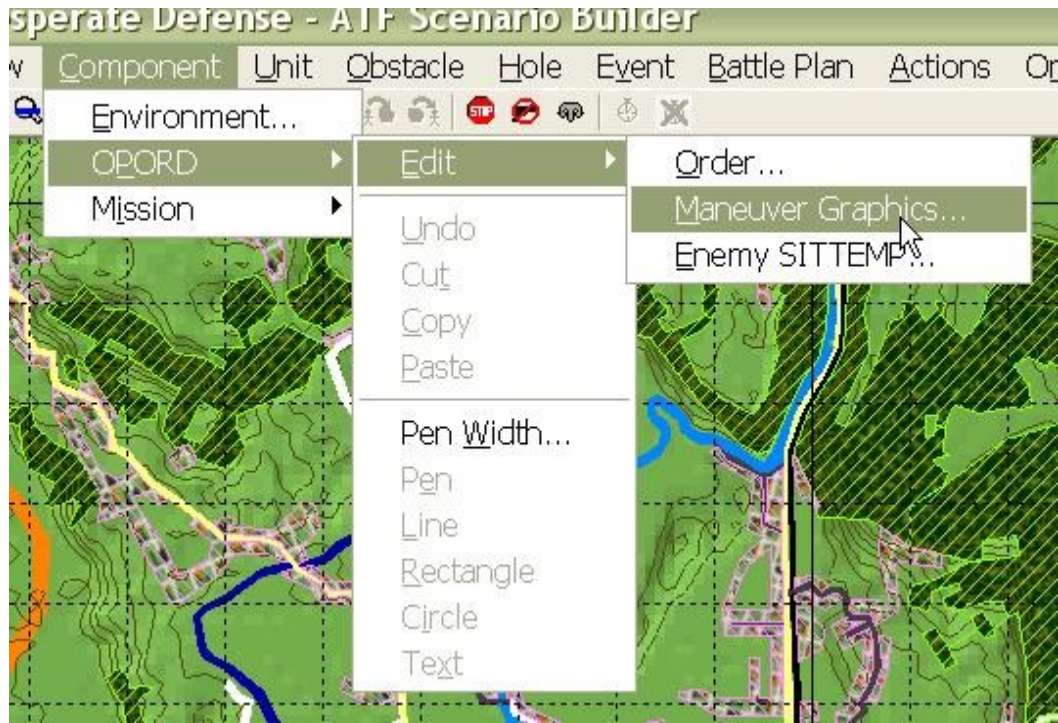 sperate Defense - ATF Scenario Builder
Component Unit Obstacle Hole Event Battle Plan Actions
STOP
Environment...
OPORD
Mission
Edit
Undo
Cut
Copy
Paste
Pen Width...
Pen
Line
Rectangle
Circle
Text
Order...
Maneuver Graphics...
Enemy SITTEMP...